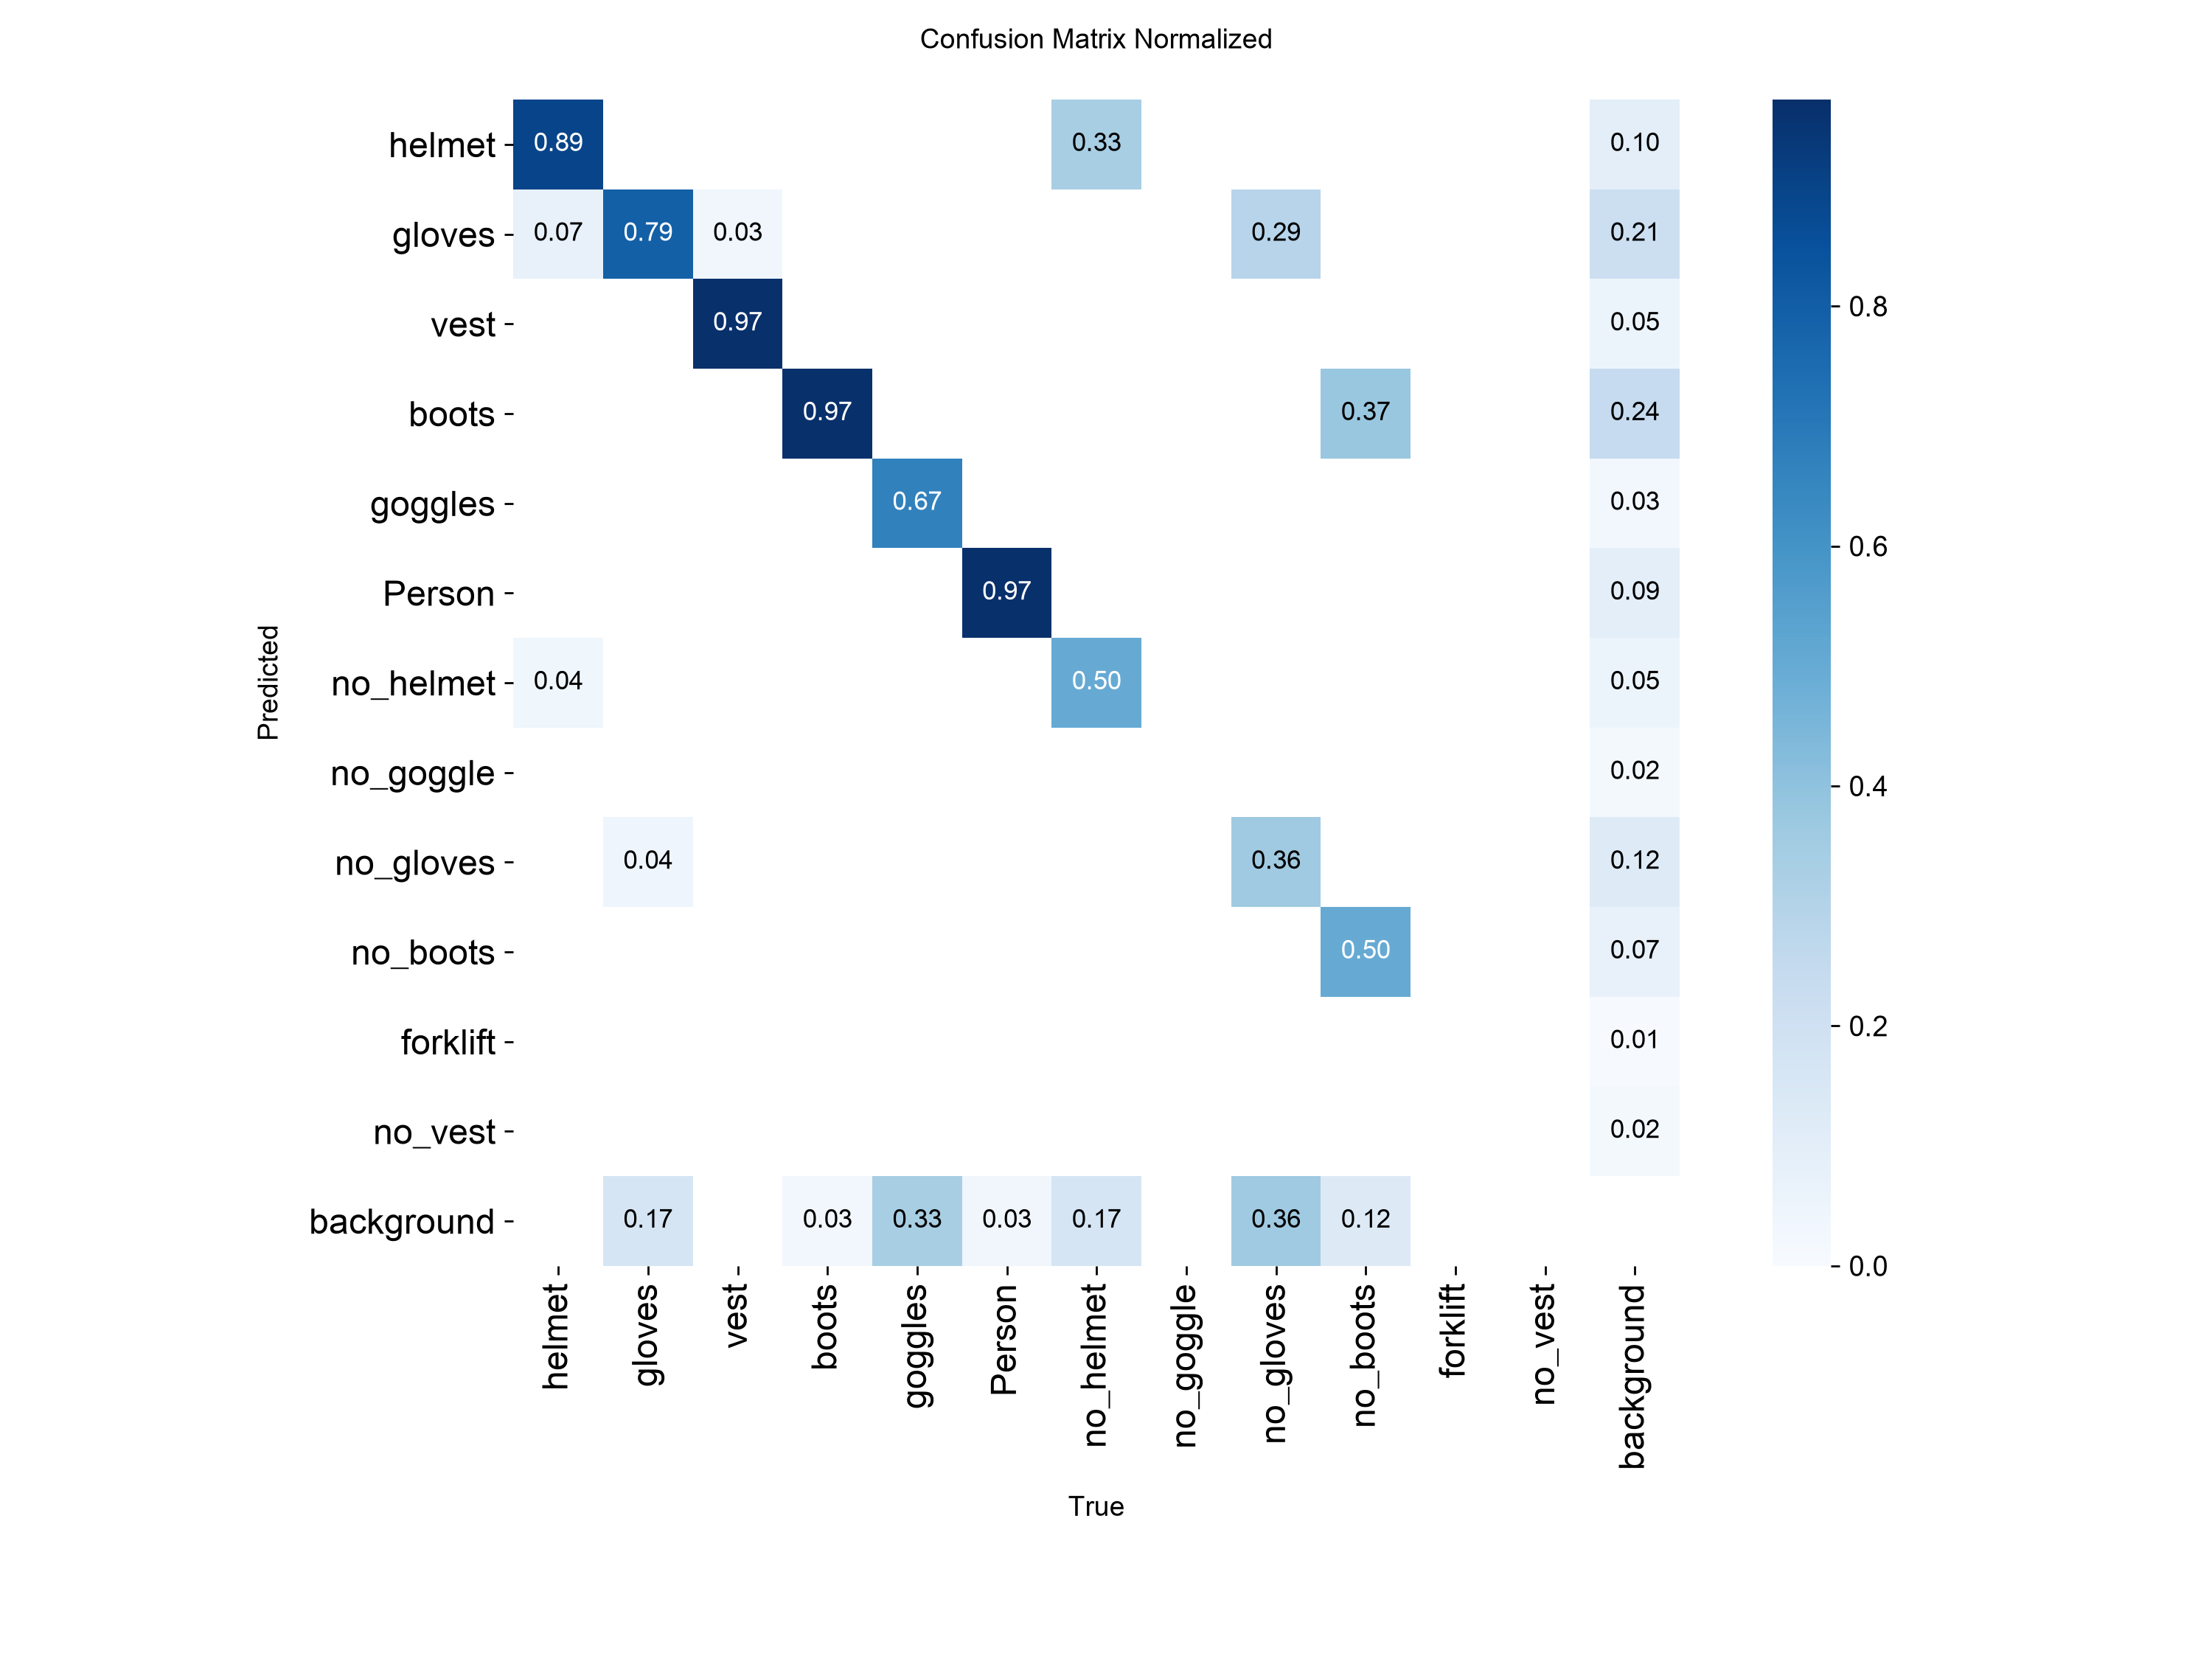 Confusion Matrix Normalized
helmet 0.89 0.33 0.10
gloves 0.07 0.79 0.03 0.29 0.21
vest 0.97 0.05 0.8
boots 0.97 0.37 0.24
goggles 0.67 0.03 0.6
Person 0.97 0.09
Predicted
no_helmet 0.04 0.50 0.05
no_goggle 0.02 0.4
no_gloves 0.04 0.36 0.12
no_boots 0.50 0.07
forklift 0.01 0.2
no_vest 0.02
background 0.17 0.03 0.33 0.03 0.17 0.36 0.12 0.0
helmet gloves vest boots goggles Person no_helmet no_goggle no_gloves no_boots forklift no_vest background
True